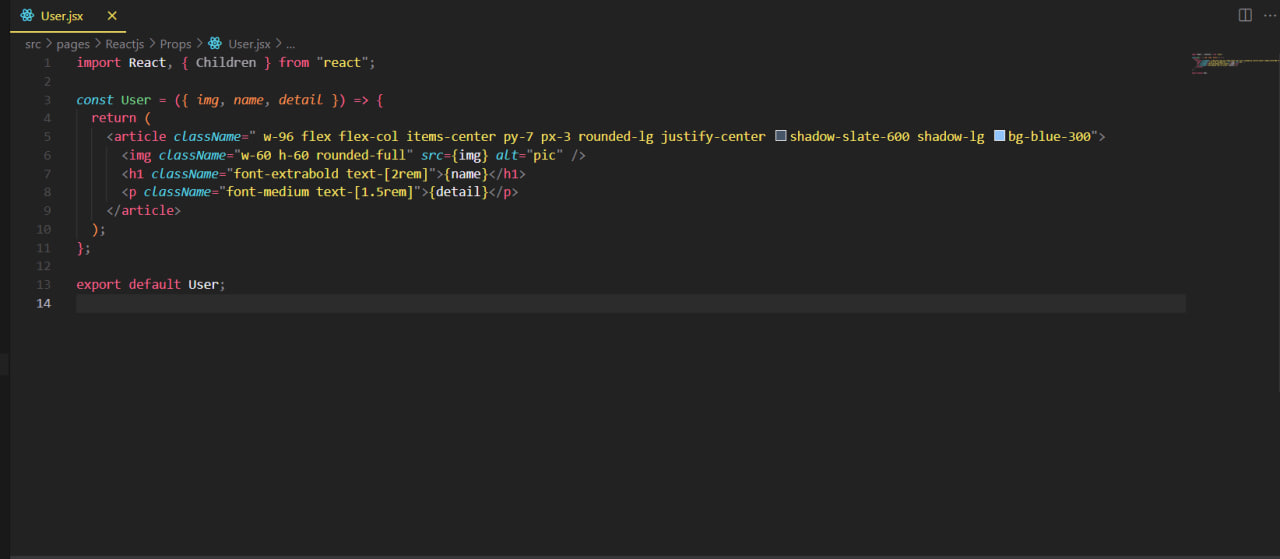 User.jsx
src > pages > Reactjs > Props > User.jsx > ...
1 import React, { Children } from "react";
2
3 const User = ({ img, name, detail }) => {
4   return (
5     <article className=" w-96 flex flex-col items-center py-7 px-3 rounded-lg justify-center shadow-slate-600 shadow-lg bg-blue-300">
6       <img className="w-60 h-60 rounded-full" src={img} alt="pic" />
7       <h1 className="font-extrabold text-[2rem]">{name}</h1>
8       <p className="font-medium text-[1.5rem]">{detail}</p>
9     </article>
10   );
11 };
12
13 export default User;
14